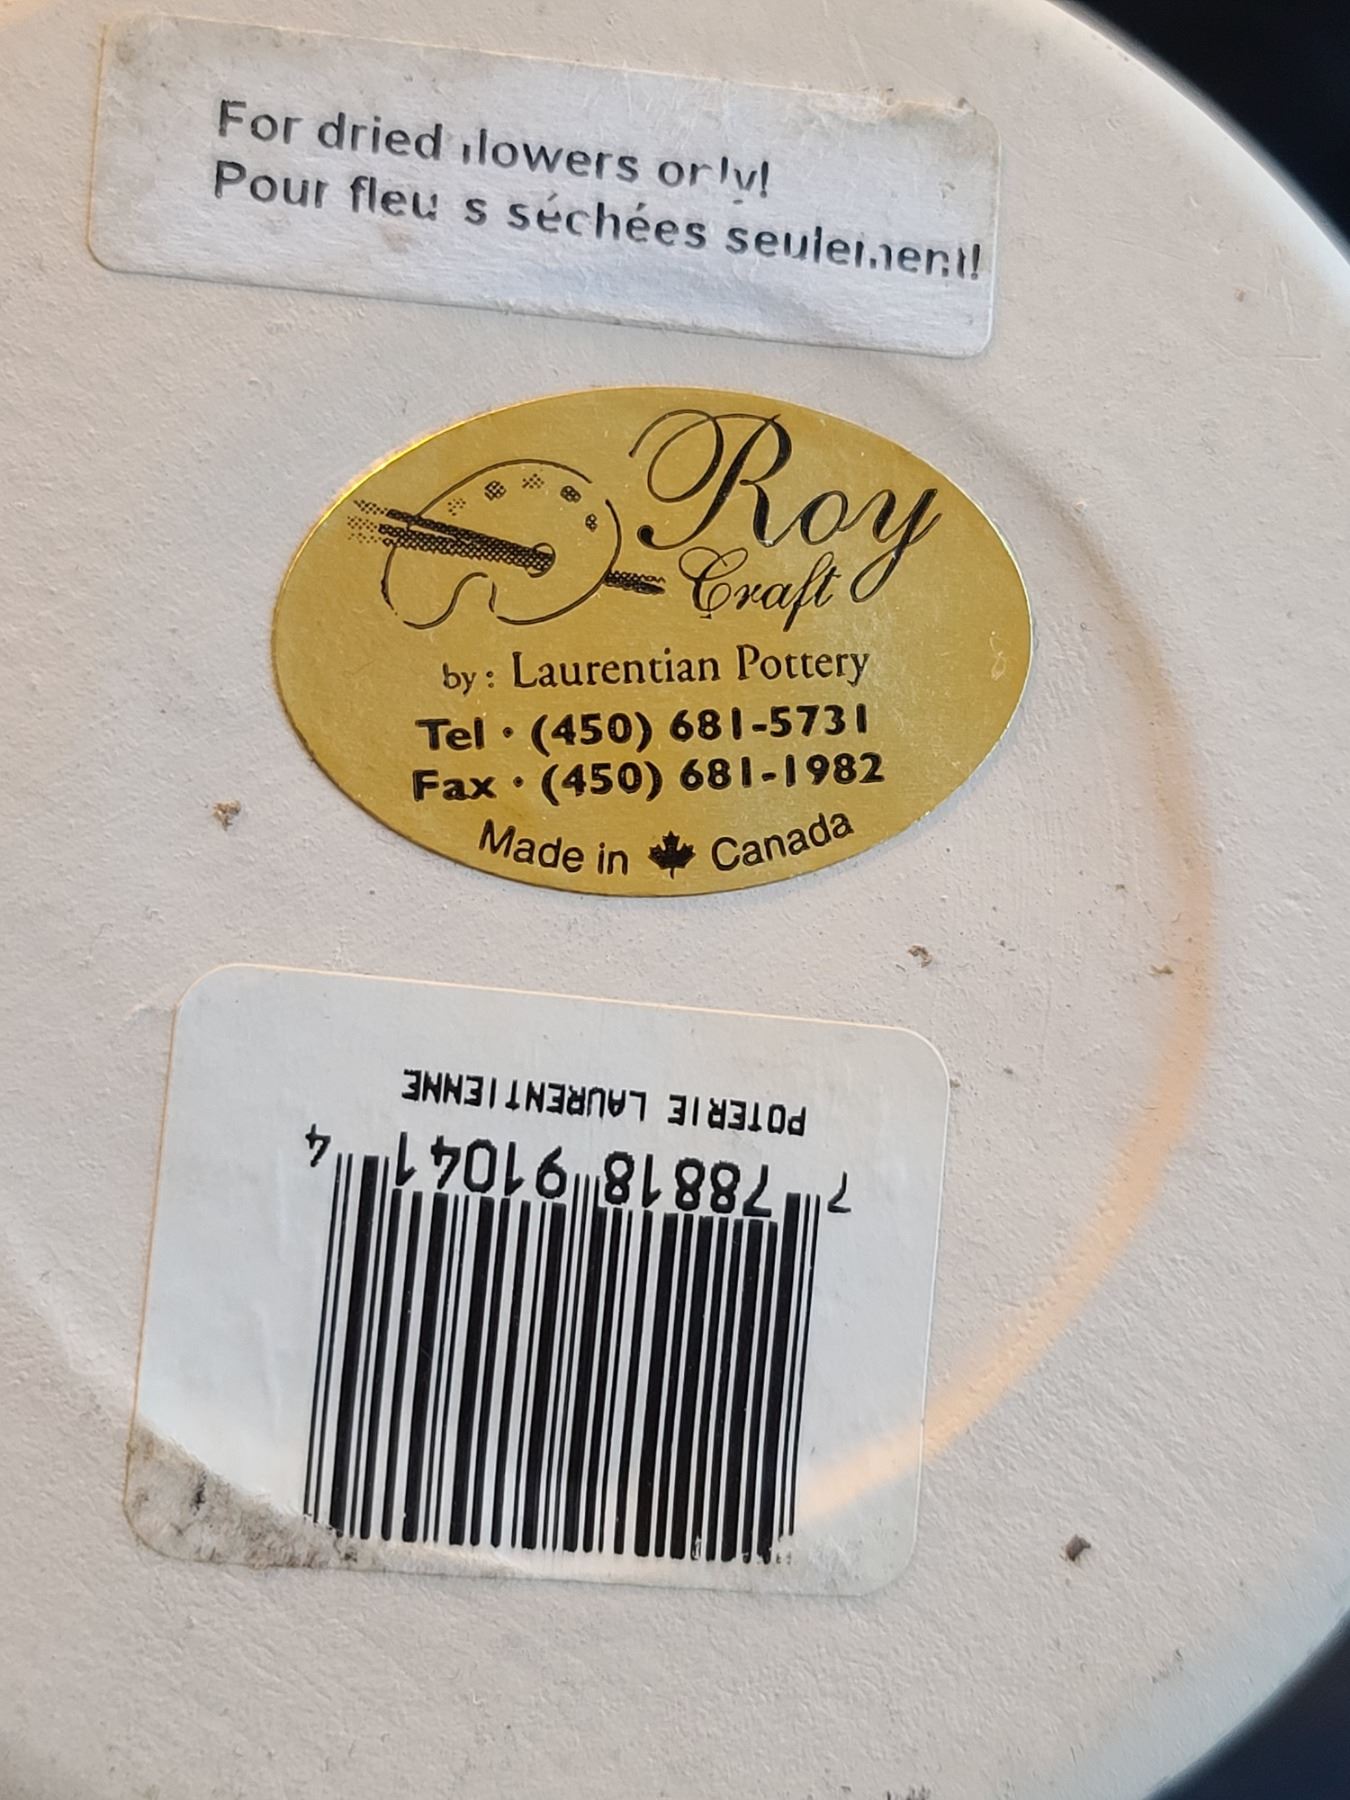 For dried flowers only!
Pour fleurs séchées seulement!
Roy
Craft
by: Laurentian Pottery
Tel · (450) 681-5731
Fax · (450) 681-1982
Made in Canada
POTERIE LAURENTIENNE
7 78818 91041 4